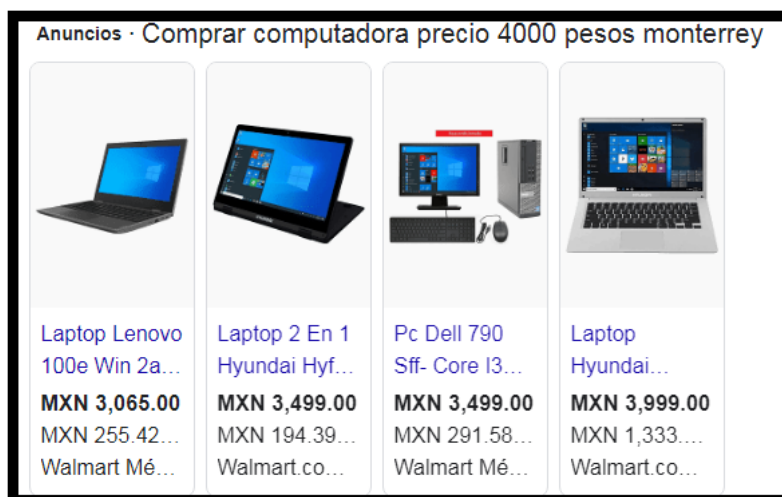 Anuncios · Comprar computadora precio 4000 pesos monterrey
Laptop Lenovo
100e Win 2a...
MXN 3,065.00
MXN 255.42...
Walmart Mé...
Laptop 2 En 1
Hyundai Hyf...
MXN 3,499.00
MXN 194.39...
Walmart.co...
Pc Dell 790
Sff- Core I3...
MXN 3,499.00
MXN 291.58...
Walmart Mé...
Laptop
Hyundai...
MXN 3,999.00
MXN 1,333....
Walmart.co...